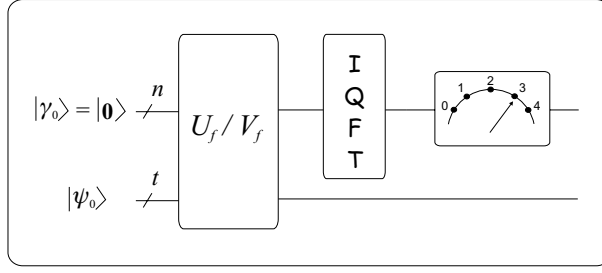 |γ₀⟩ = |0⟩
n
U_f / V_f
I
Q
F
T
0 1 2 3 4
|ψ₀⟩
t